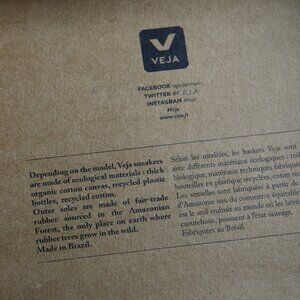 VEJA
FACEBOOK veja fairtrade
TWITTER @V_E_J_A
INSTAGRAM @veja
#Veja
www.veja.fr
Depending on the model, Veja sneakers
are made of ecological materials : thick
organic cotton canvas, recycled plastic
bottles, recycled cotton.
Outer soles are made of fair-trade
rubber sourced in the Amazonian
Forest, the only place on earth where
rubber trees grow in the wild.
Made in Brazil.
Selon les modèles, les baskets Veja sont
avec différents matériaux écologiques :
biologique, matériaux techniques fabriqués
bouteilles en plastique recyclées, coton
Les semelles sont fabriquées à partir de
d'Amazonie issu du commerce équitable
est le seul endroit au monde où les
caoutchouc, poussent à l'état sauvage.
Fabriquées au Brésil.